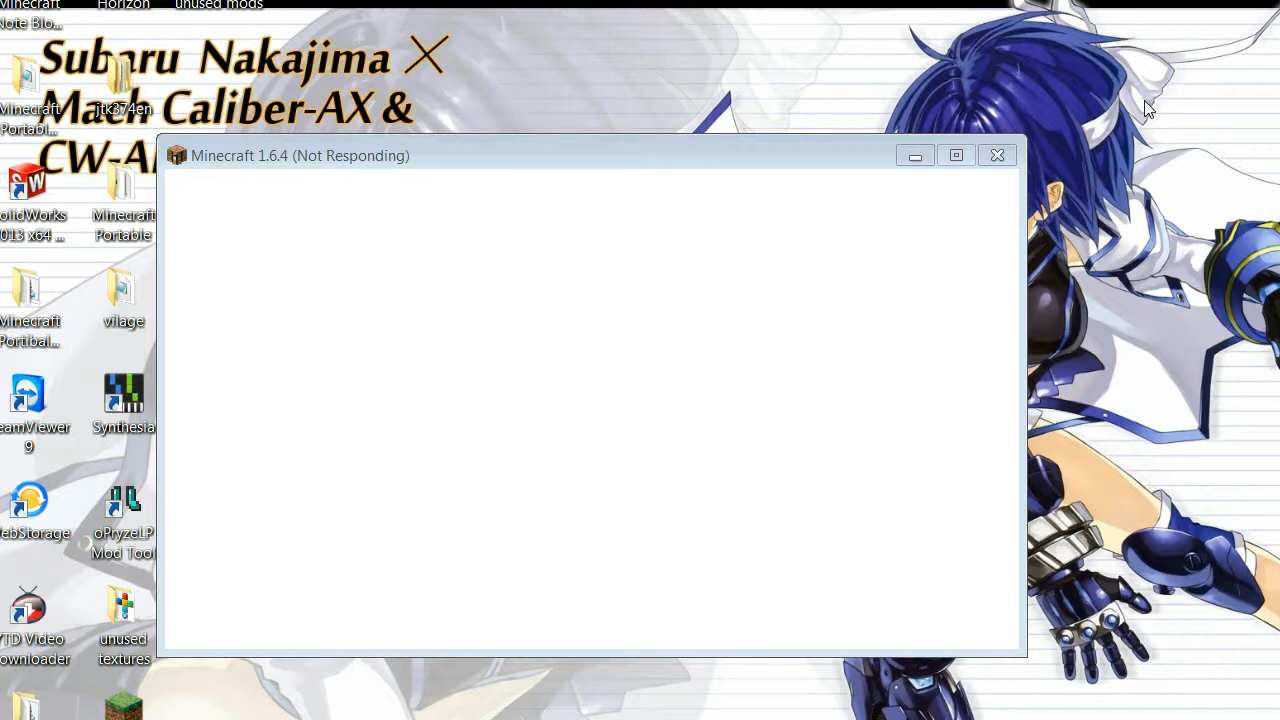 Minecraft
Note Blo...
Horizon
unused mods
Subaru Nakajima ×
Mach Caliber-AX &
CW-A
Minecraft
Portabl...
jtk374en
Minecraft 1.6.4 (Not Responding)
olidWorks
013 x64 ...
Minecraft
Portable
Minecraft
Portibal...
vilage
eamViewer
9
Synthesia
ebStorage
oPryzeLP
Mod Tool
YTD Video
ownloader
unused
textures